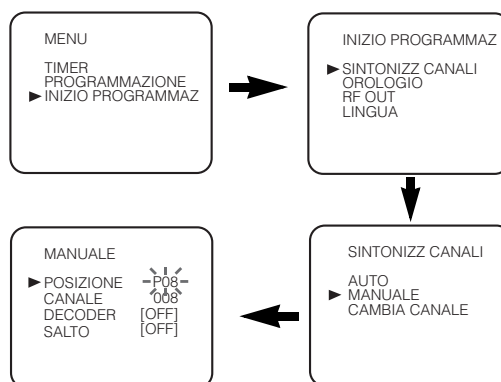 MENU
TIMER
PROGRAMMAZIONE
INIZIO PROGRAMMAZ
INIZIO PROGRAMMAZ
SINTONIZZ CANALI
OROLOGIO
RF OUT
LINGUA
SINTONIZZ CANALI
AUTO
MANUALE
CAMBIA CANALE
MANUALE
POSIZIONE P08
CANALE 008
DECODER [OFF]
SALTO [OFF]